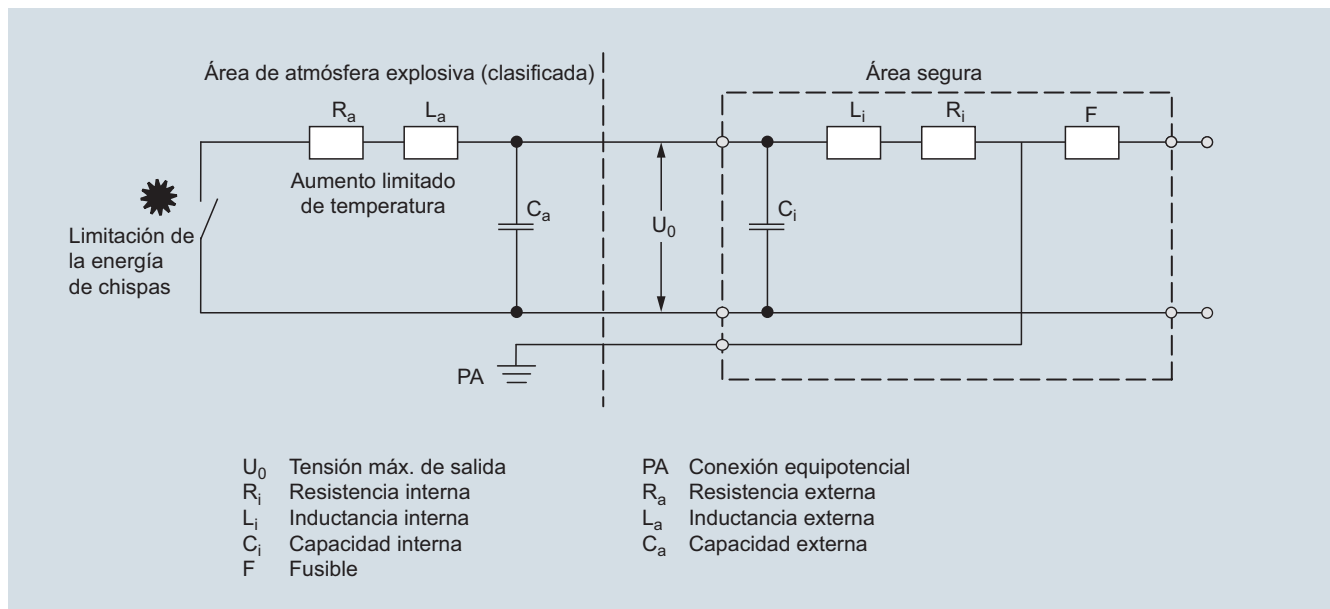 Área de atmósfera explosiva (clasificada)
Área segura
Rₐ
Lₐ
Lᵢ
Rᵢ
F
Aumento limitado
de temperatura
Cₐ
U₀
Cᵢ
Limitación de
la energía
de chispas
PA
U₀ Tensión máx. de salida
Rᵢ Resistencia interna
Lᵢ Inductancia interna
Cᵢ Capacidad interna
F Fusible
PA Conexión equipotencial
Rₐ Resistencia externa
Lₐ Inductancia externa
Cₐ Capacidad externa